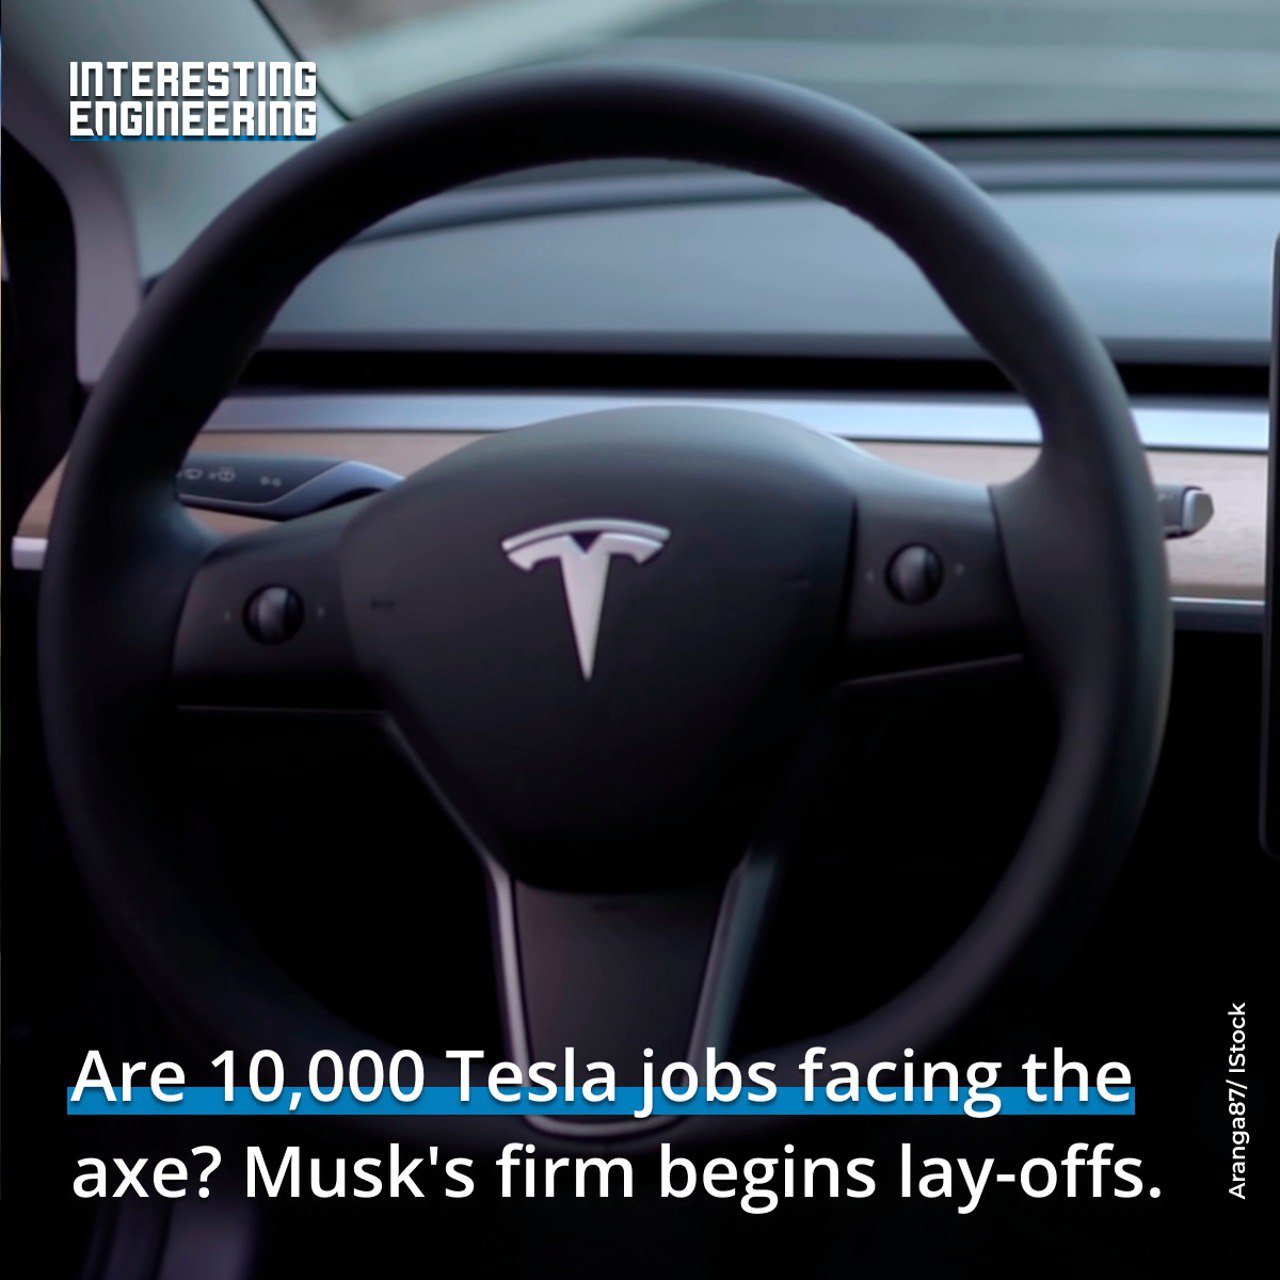 INTERESTING
ENGINEERING
Are 10,000 Tesla jobs facing the
axe? Musk's firm begins lay-offs.
Aranga87/ IStock